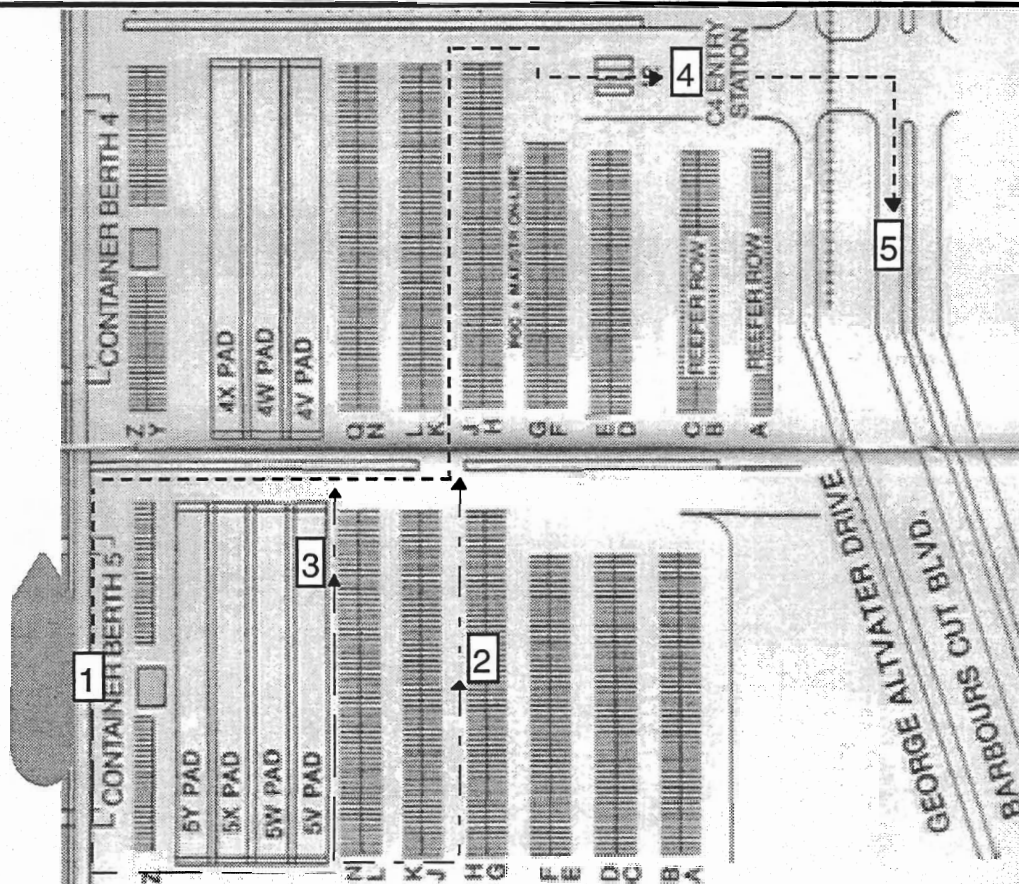 CONTAINER BERTH 4
Z
Y
4X PAD
4W PAD
4V PAD
Q
N
L
K
J
H
G
F
E
D
C
B
A
REEFER ROW
REEFER ROW
C4 ENTRY
STATION
4
5
CONTAINER BERTH 5
1
Z
5Y PAD
5X PAD
5W PAD
5V PAD
3
2
N
L
K
J
H
G
F
E
D
C
B
A
GEORGE ALTVATER DRIVE
BARBOURS CUT BLVD.